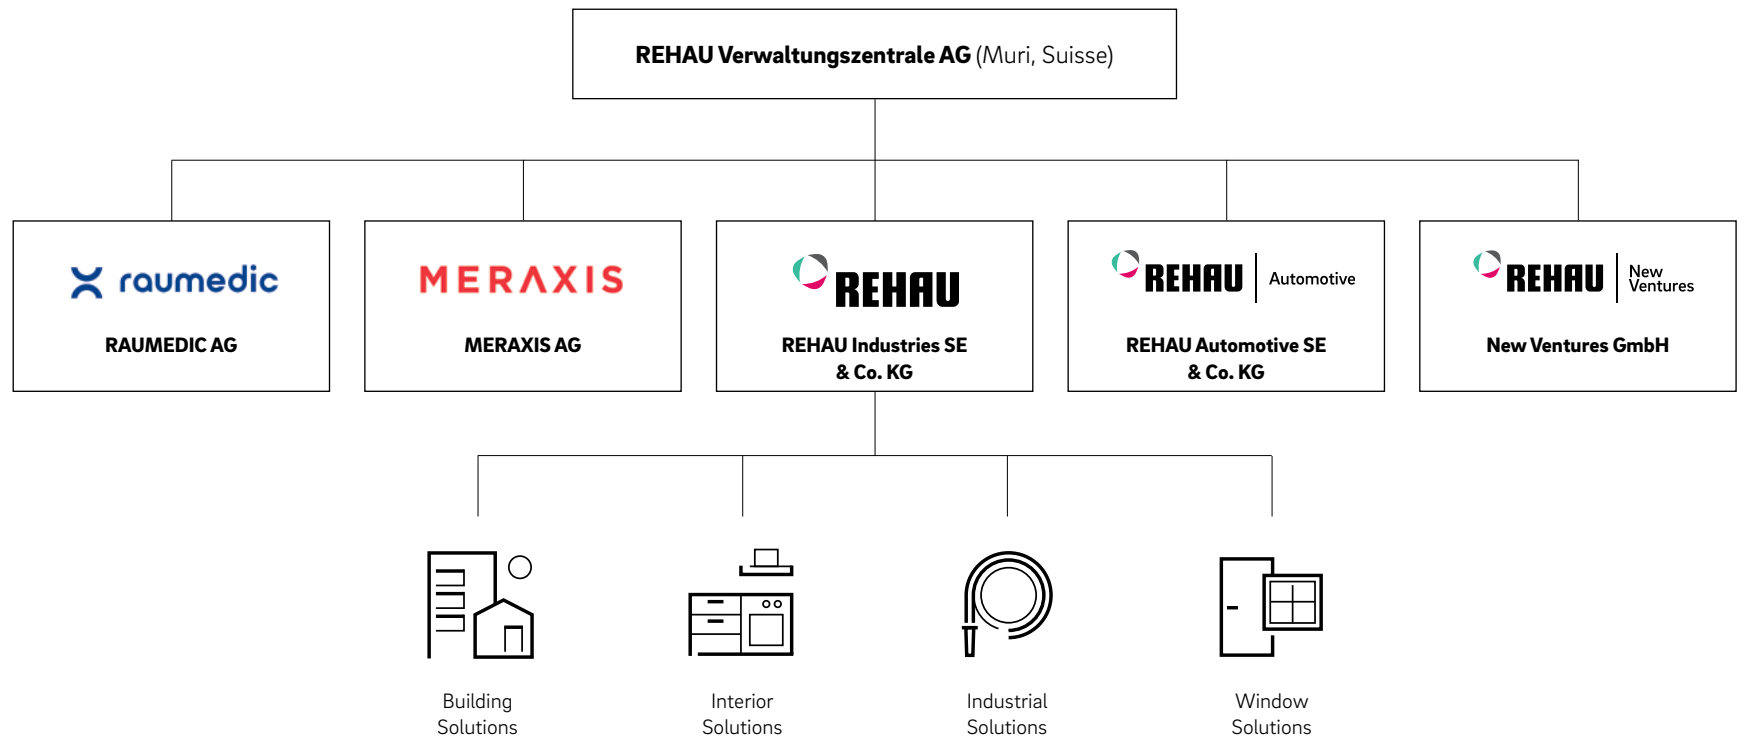 REHAU Verwaltungszentrale AG (Muri, Suisse)
raumedic
RAUMEDIC AG
MERAXIS
MERAXIS AG
REHAU
REHAU Industries SE
& Co. KG
REHAU Automotive
REHAU Automotive SE
& Co. KG
REHAU New
Ventures
New Ventures GmbH
Building
Solutions
Interior
Solutions
Industrial
Solutions
Window
Solutions